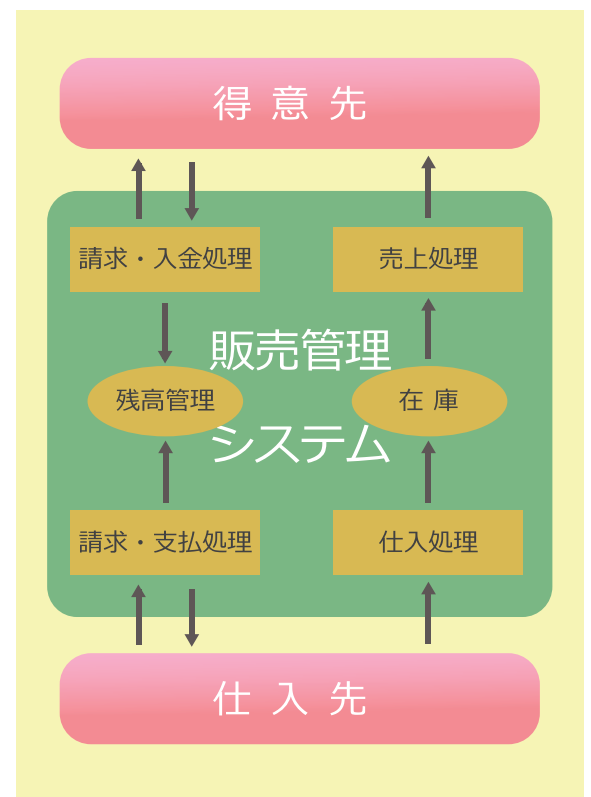 得意先
請求・入金処理
売上処理
販売管理
残高管理
在庫
システム
請求・支払処理
仕入処理
仕入先